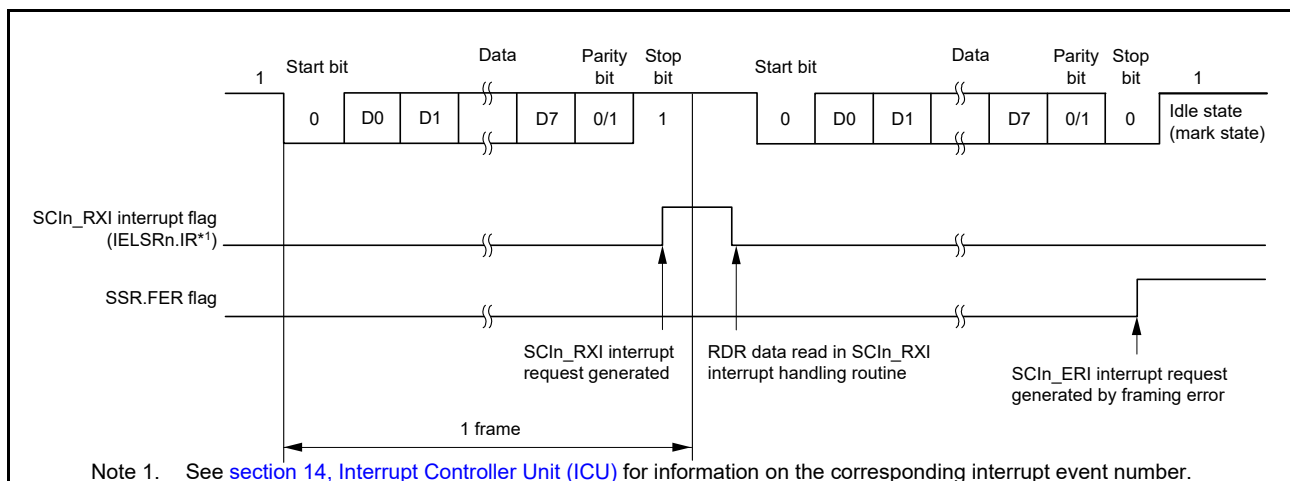 Data Parity Stop Data Parity Stop
1 Start bit bit bit Start bit bit bit 1
0 D0 D1 D7 0/1 1 0 D0 D1 D7 0/1 0 Idle state
(mark state)
SCIn_RXI interrupt flag
(IELSRn.IR*1)
SSR.FER flag
SCIn_RXI interrupt
request generated
RDR data read in SCIn_RXI
interrupt handling routine
SCIn_ERI interrupt request
generated by framing error
1 frame
Note 1. See section 14, Interrupt Controller Unit (ICU) for information on the corresponding interrupt event number.